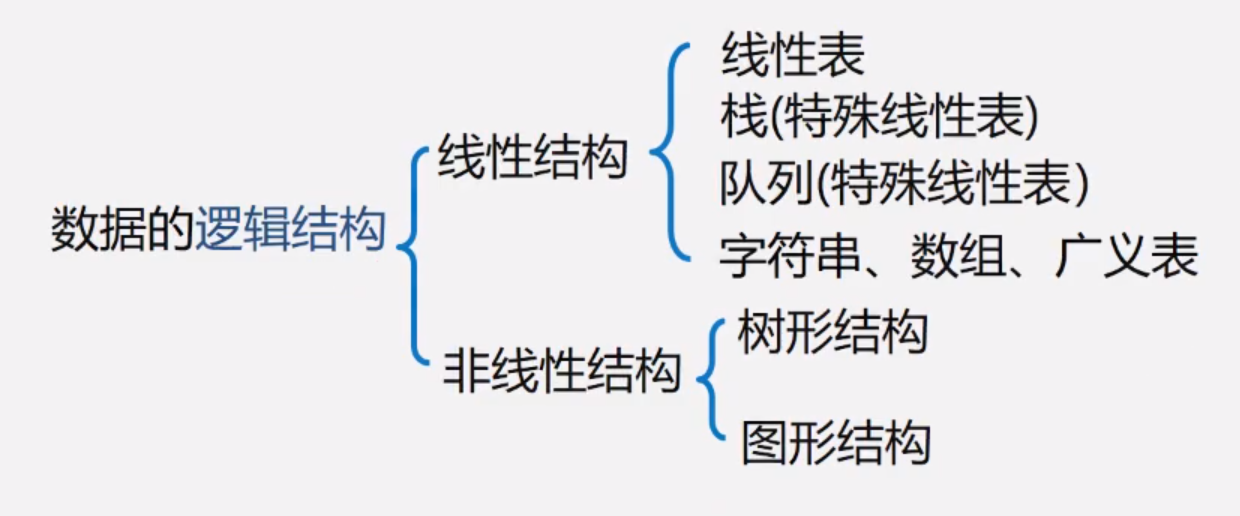 数据的逻辑结构
线性结构
线性表
栈(特殊线性表)
队列(特殊线性表）
字符串、数组、广义表
非线性结构
树形结构
图形结构